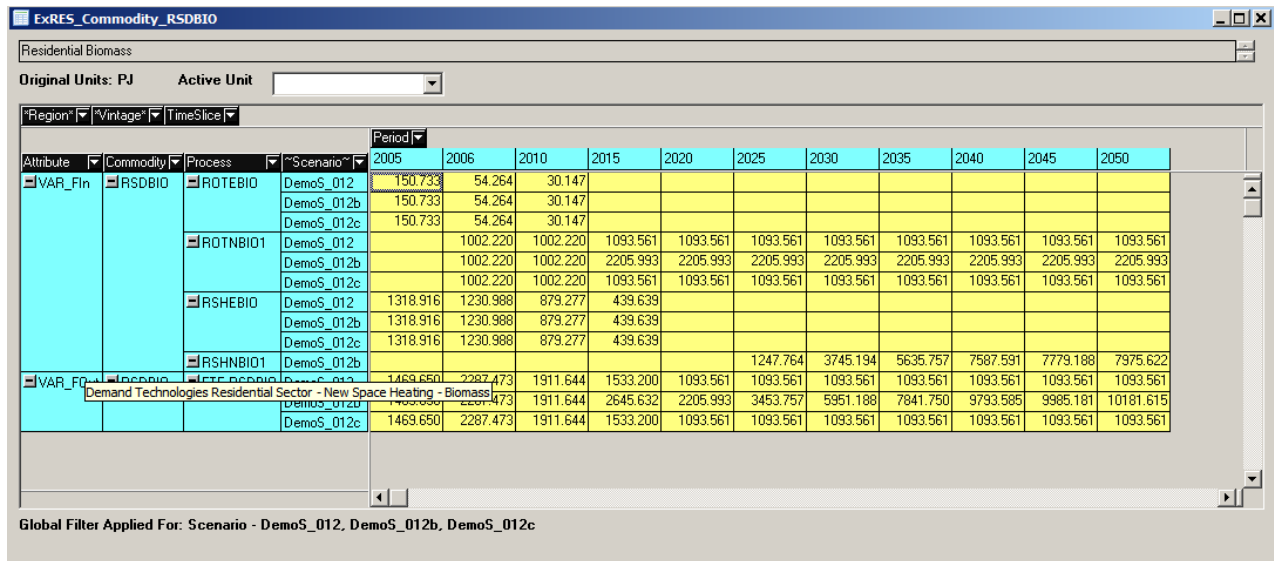 ExRES_Commodity_RSDBIO
Residential Biomass
Original Units: PJ Active Unit
*Region* *Vintage* TimeSlice
Period
Attribute Commodity Process ~Scenario~ 2005 2006 2010 2015 2020 2025 2030 2035 2040 2045 2050
VAR_FIn RSDBIO ROTEBIO DemoS_012 150.733 54.264 30.147
DemoS_012b 150.733 54.264 30.147
DemoS_012c 150.733 54.264 30.147
ROTNBIO1 DemoS_012 1002.220 1002.220 1093.561 1093.561 1093.561 1093.561 1093.561 1093.561 1093.561 1093.561
DemoS_012b 1002.220 1002.220 2205.993 2205.993 2205.993 2205.993 2205.993 2205.993 2205.993 2205.993
DemoS_012c 1002.220 1002.220 1093.561 1093.561 1093.561 1093.561 1093.561 1093.561 1093.561 1093.561
RSHEBIO DemoS_012 1318.916 1230.988 879.277 439.639
DemoS_012b 1318.916 1230.988 879.277 439.639
DemoS_012c 1318.916 1230.988 879.277 439.639
RSHNBIO1 DemoS_012b 1247.764 3745.194 5635.757 7587.591 7779.188 7975.622
VAR_FOut RSDBIO DemoS_012 1469.650 2287.473 1911.644 1533.200 1093.561 1093.561 1093.561 1093.561 1093.561 1093.561 1093.561
Demand Technologies Residential Sector - New Space Heating - Biomass
DemoS_012b 1911.644 2645.632 2205.993 3453.757 5951.188 7841.750 9793.585 9985.181 10181.615
DemoS_012c 1469.650 2287.473 1911.644 1533.200 1093.561 1093.561 1093.561 1093.561 1093.561 1093.561 1093.561
Global Filter Applied For: Scenario - DemoS_012, DemoS_012b, DemoS_012c